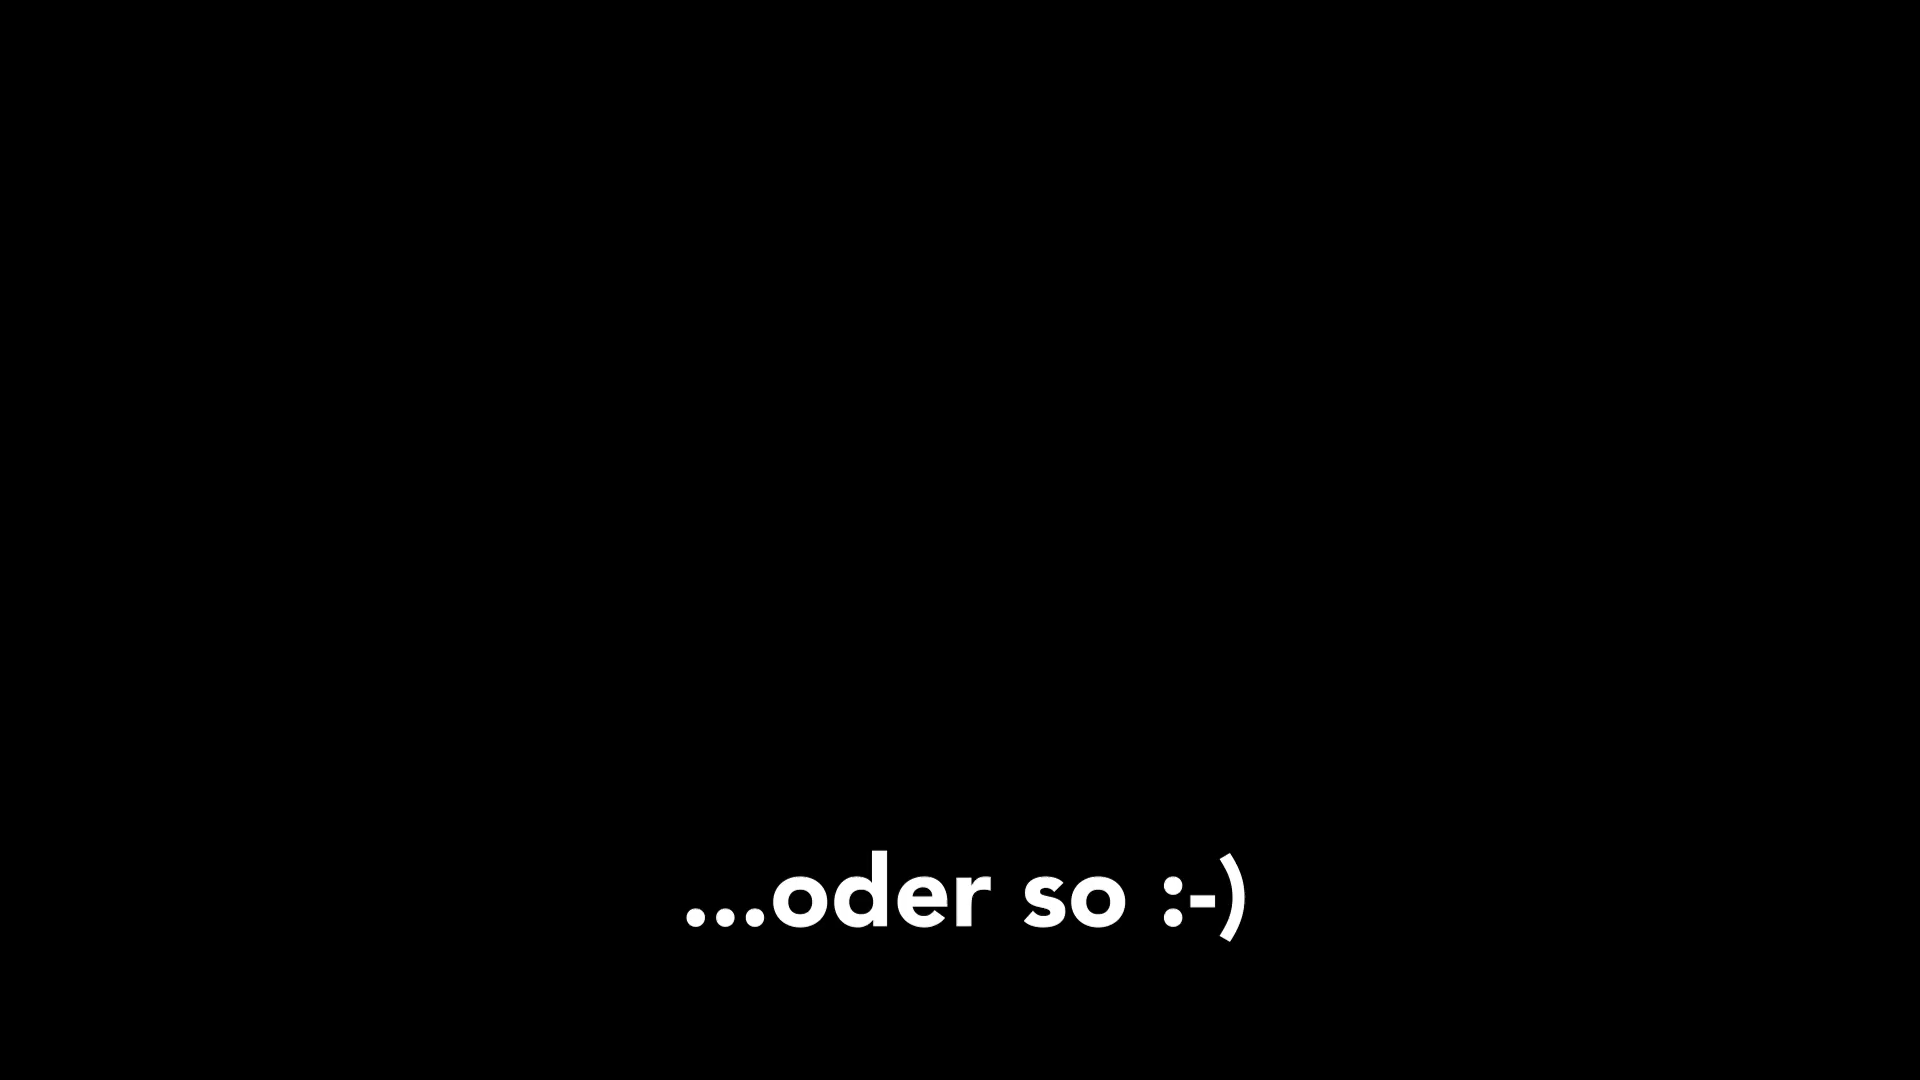 ...oder so :-)